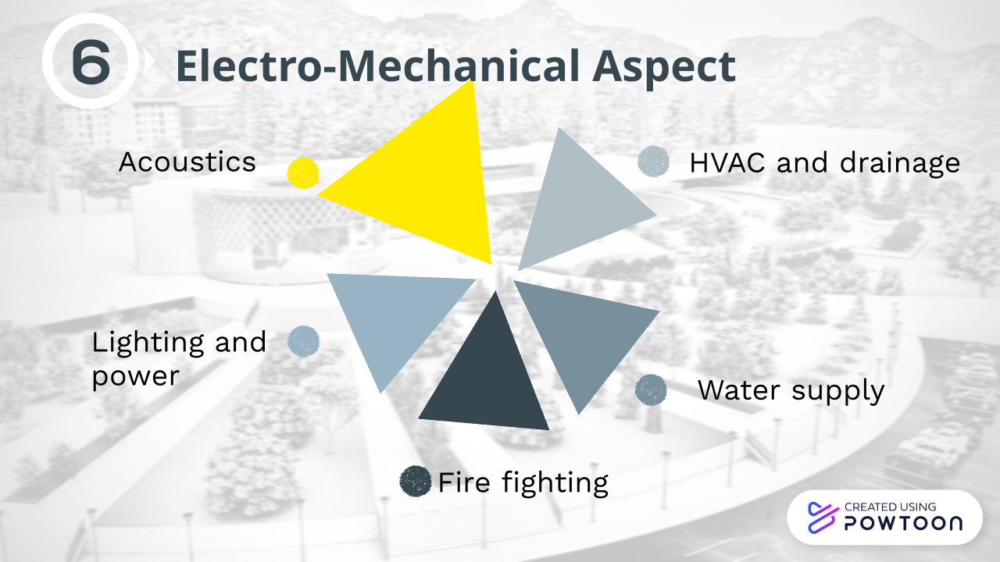 6
Electro-Mechanical Aspect
Acoustics
HVAC and drainage
Lighting and
power
Water supply
Fire fighting
CREATED USING
POWTOON